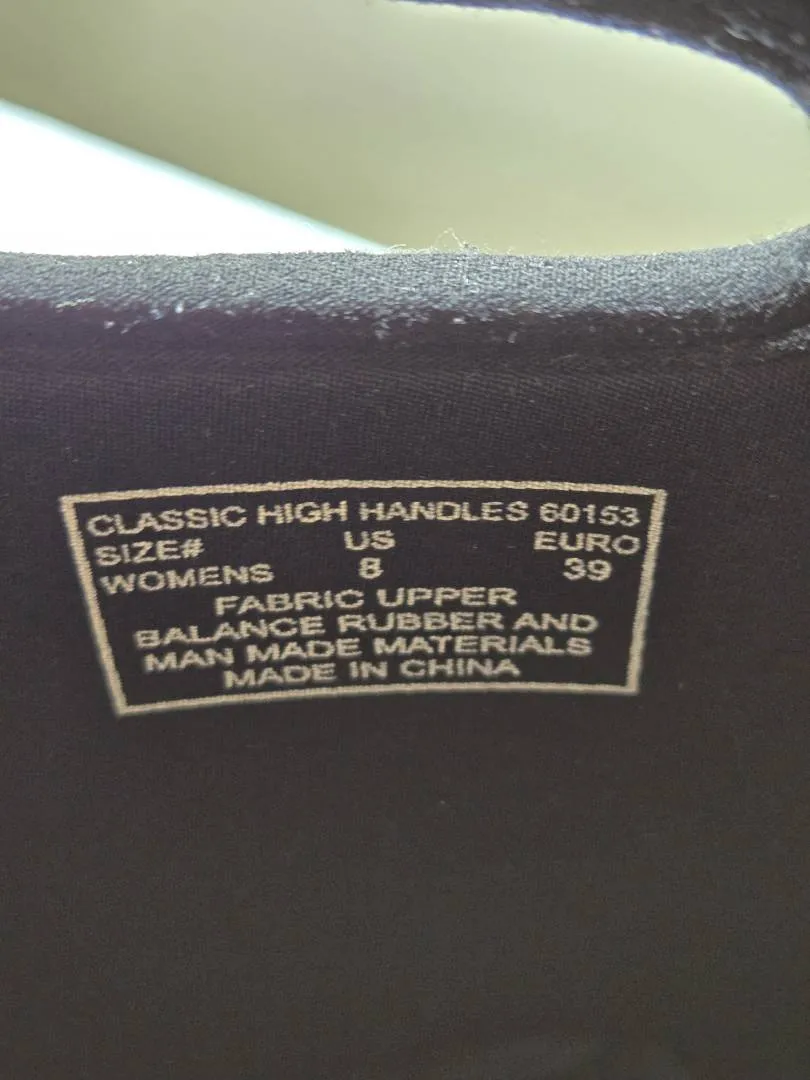 CLASSIC HIGH HANDLES 60153
SIZE# US EURO
WOMENS 8 39
FABRIC UPPER
BALANCE RUBBER AND
MAN MADE MATERIALS
MADE IN CHINA